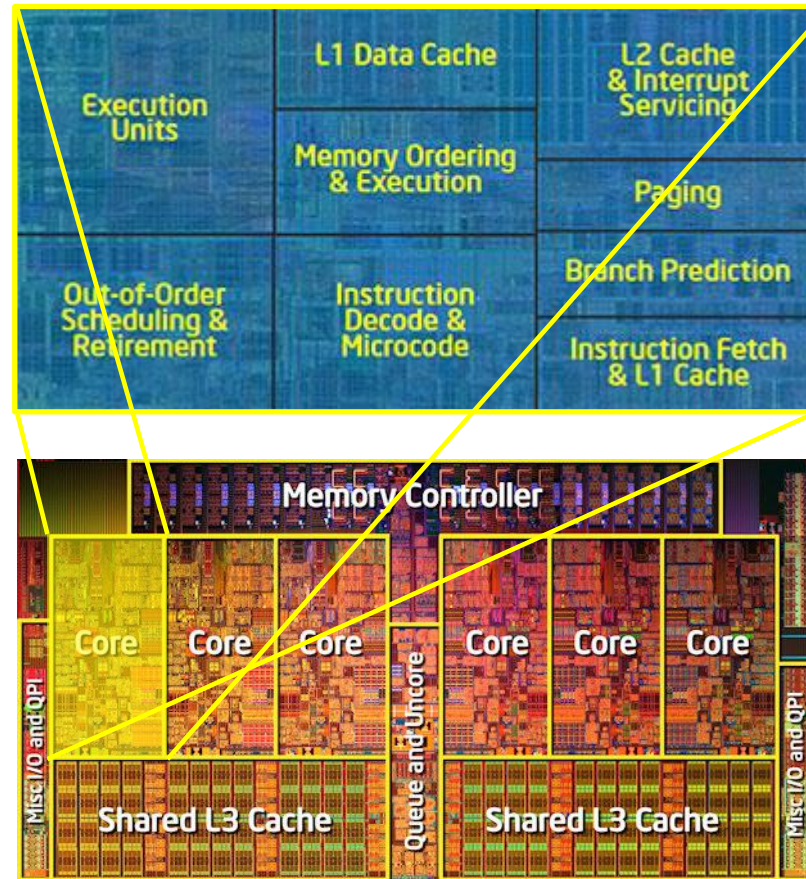 Execution
Units
L1 Data Cache
L2 Cache
& Interrupt
Servicing
Memory Ordering
& Execution
Paging
Branch Prediction
Out-of-Order
Scheduling &
Retirement
Instruction
Decode &
Microcode
Instruction Fetch
& L1 Cache
Memory Controller
Core
Core
Core
Core
Core
Core
Misc I/O and QPI
Queue and Uncore
Misc I/O and QPI
Shared L3 Cache
Shared L3 Cache